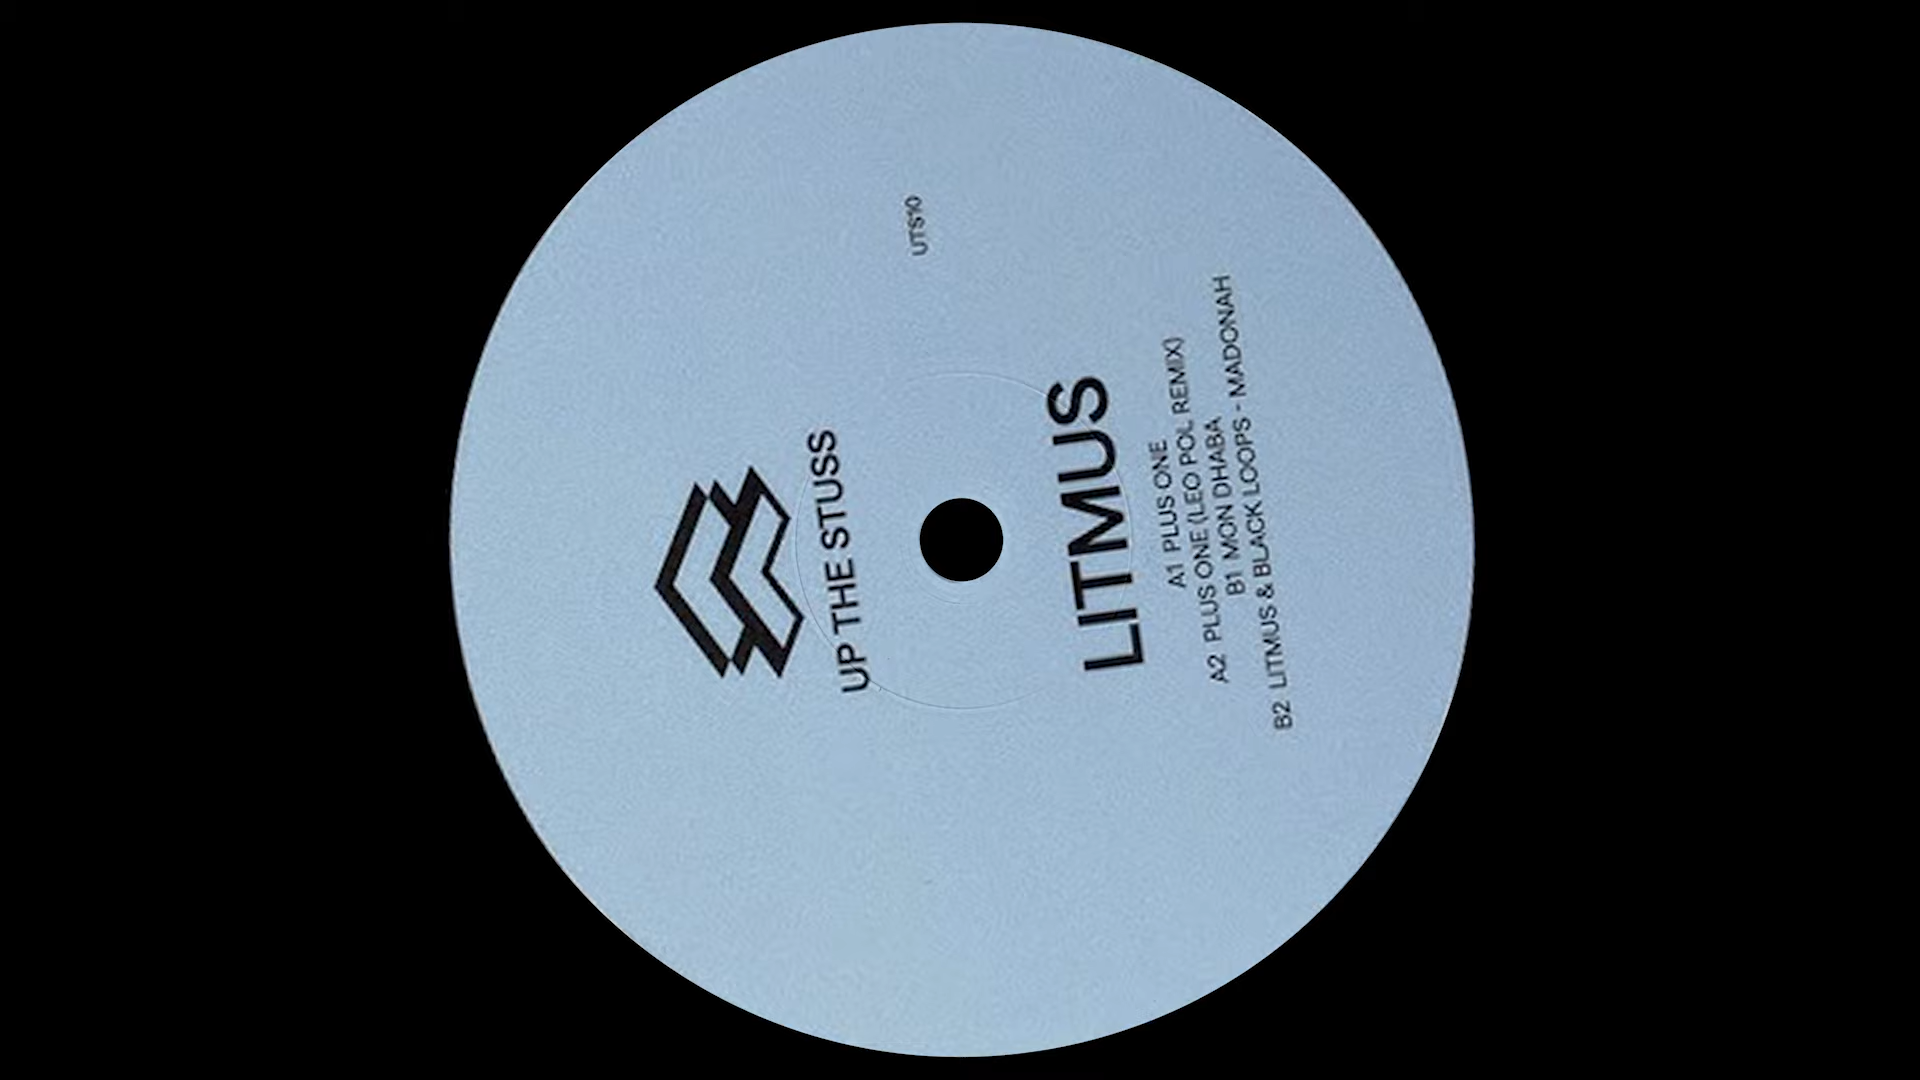 UP THE STUSS
UTS10
LITMUS
A1 PLUS ONE
A2 PLUS ONE (LEO POL REMIX)
B1 MON DHABA
B2 LITMUS & BLACK LOOPS - MADONAH